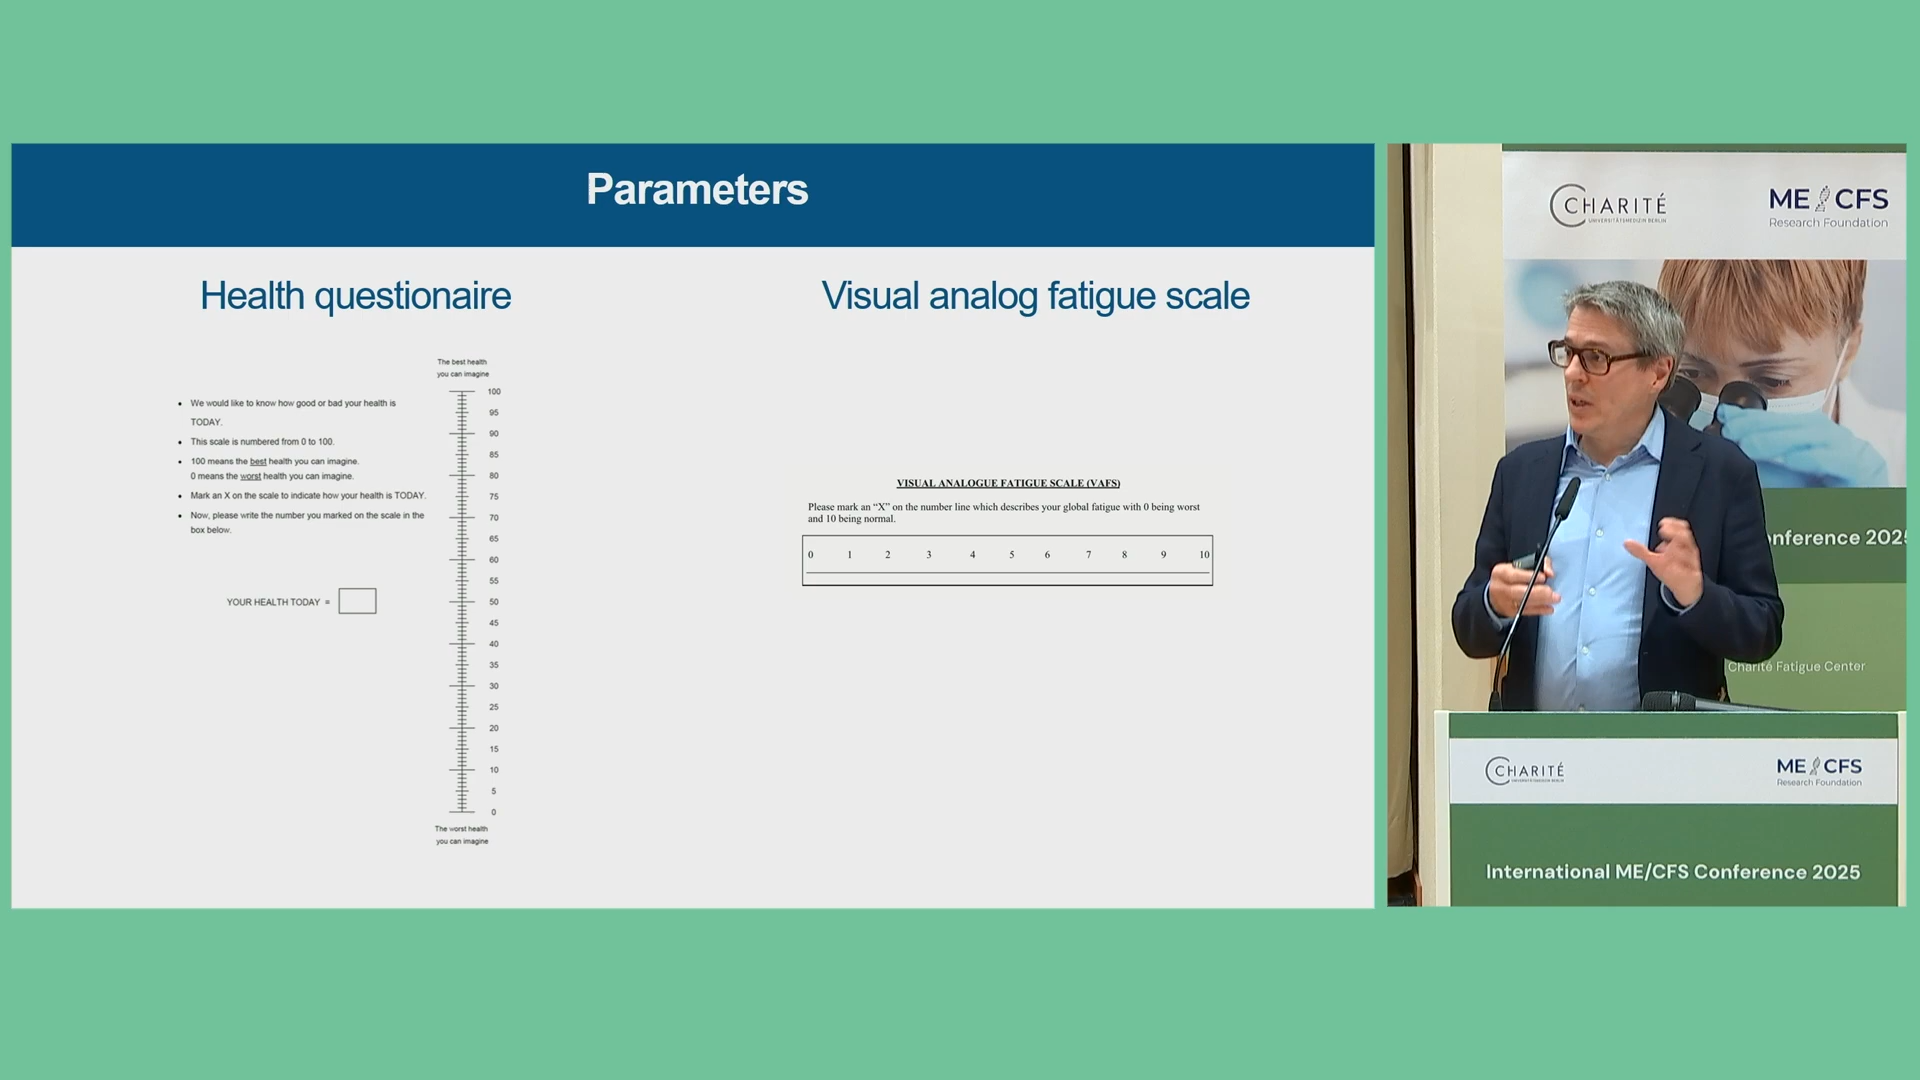 Parameters
Health questionaire
The best health
you can imagine
• We would like to know how good or bad your health is
TODAY.
• This scale is numbered from 0 to 100.
• 100 means the best health you can imagine.
0 means the worst health you can imagine.
• Mark an X on the scale to indicate how your health is TODAY.
• Now, please write the number you marked on the scale in the
box below.
YOUR HEALTH TODAY =
100
95
90
85
80
75
70
65
60
55
50
45
40
35
30
25
20
15
10
5
0
The worst health
you can imagine
Visual analog fatigue scale
VISUAL ANALOGUE FATIGUE SCALE (VAFS)
Please mark an “X” on the number line which describes your global fatigue with 0 being worst
and 10 being normal.
0 1 2 3 4 5 6 7 8 9 10
CHARITÉ
UNIVERSITÄTSMEDIZIN BERLIN
ME CFS
Research Foundation
nference 202
Charité Fatigue Center
CHARITÉ
ME CFS
Research Foundation
International ME/CFS Conference 2025